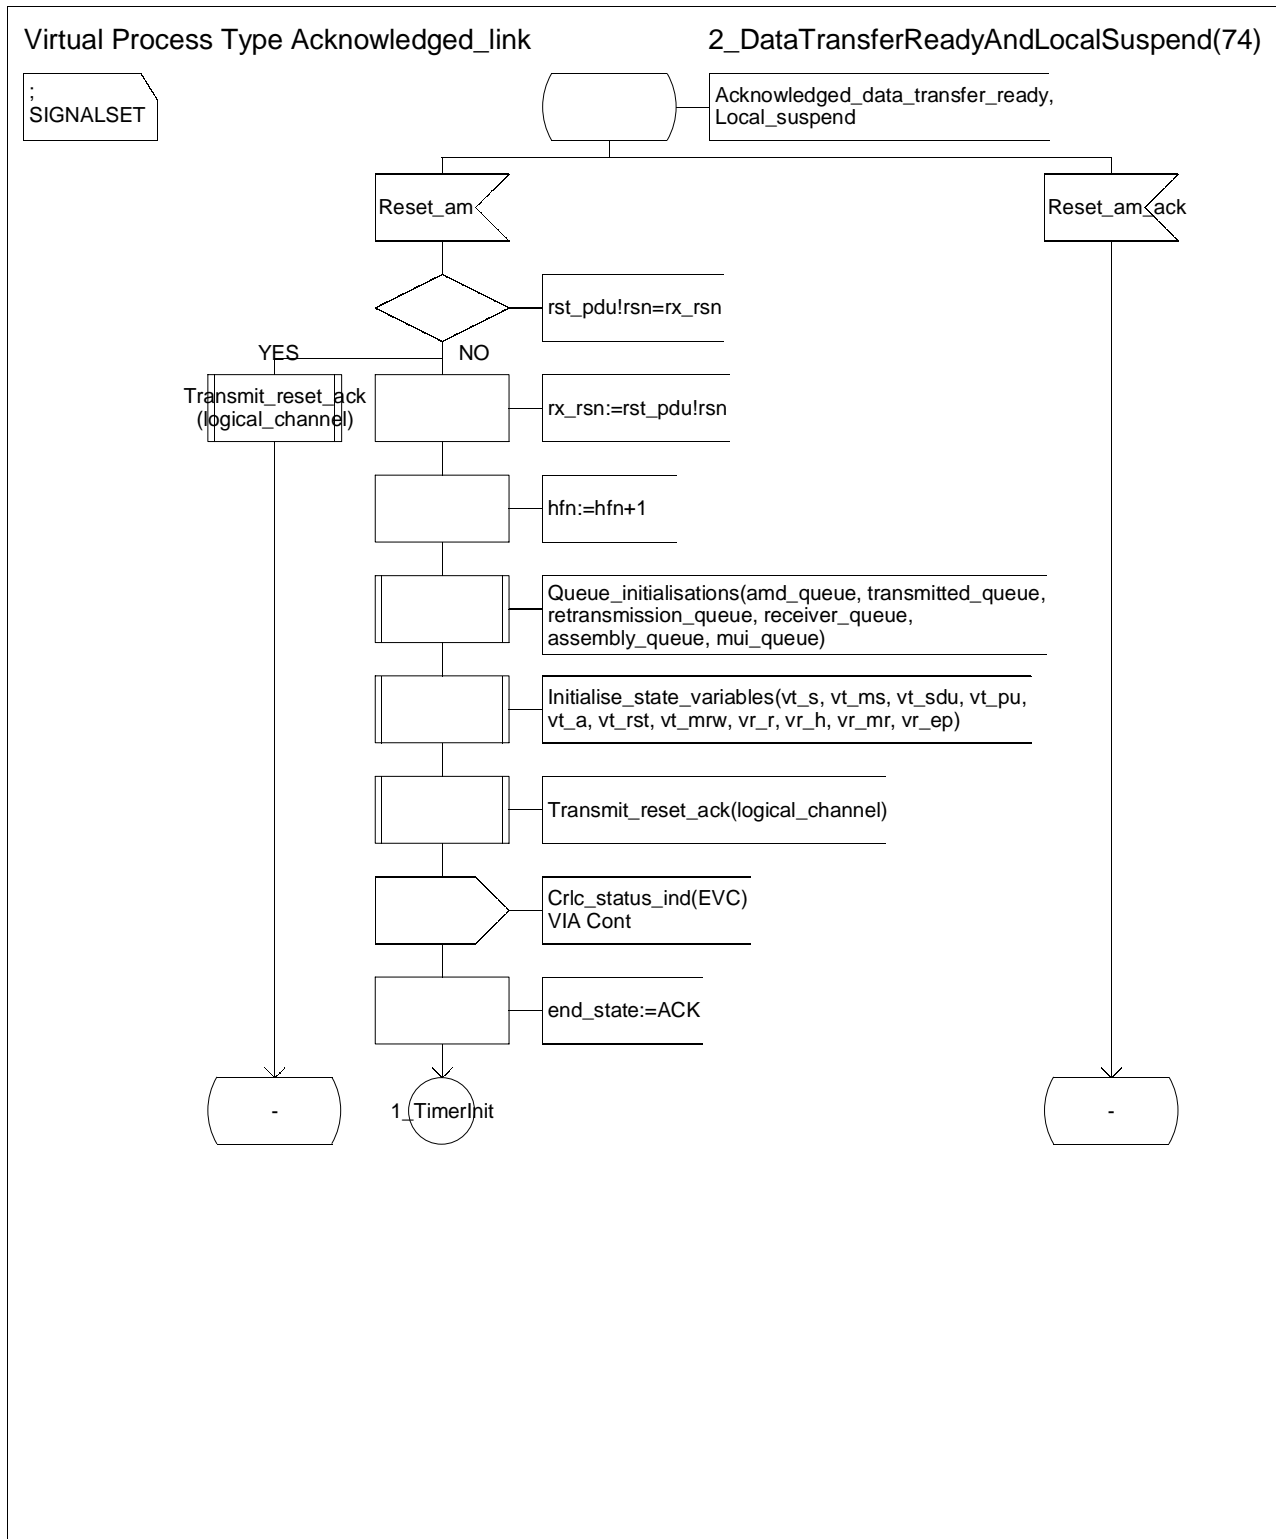 Virtual Process Type Acknowledged_link
2_DataTransferReadyAndLocalSuspend(74)
;
SIGNALSET
Acknowledged_data_transfer_ready,
Local_suspend
Reset_am
Reset_am_ack
rst_pdu!rsn=rx_rsn
YES
NO
Transmit_reset_ack
(logical_channel)
rx_rsn:=rst_pdu!rsn
hfn:=hfn+1
Queue_initialisations(amd_queue, transmitted_queue,
retransmission_queue, receiver_queue,
assembly_queue, mui_queue)
Initialise_state_variables(vt_s, vt_ms, vt_sdu, vt_pu,
vt_a, vt_rst, vt_mrw, vr_r, vr_h, vr_mr, vr_ep)
Transmit_reset_ack(logical_channel)
Crlc_status_ind(EVC)
VIA Cont
end_state:=ACK
-
1_TimerInit
-